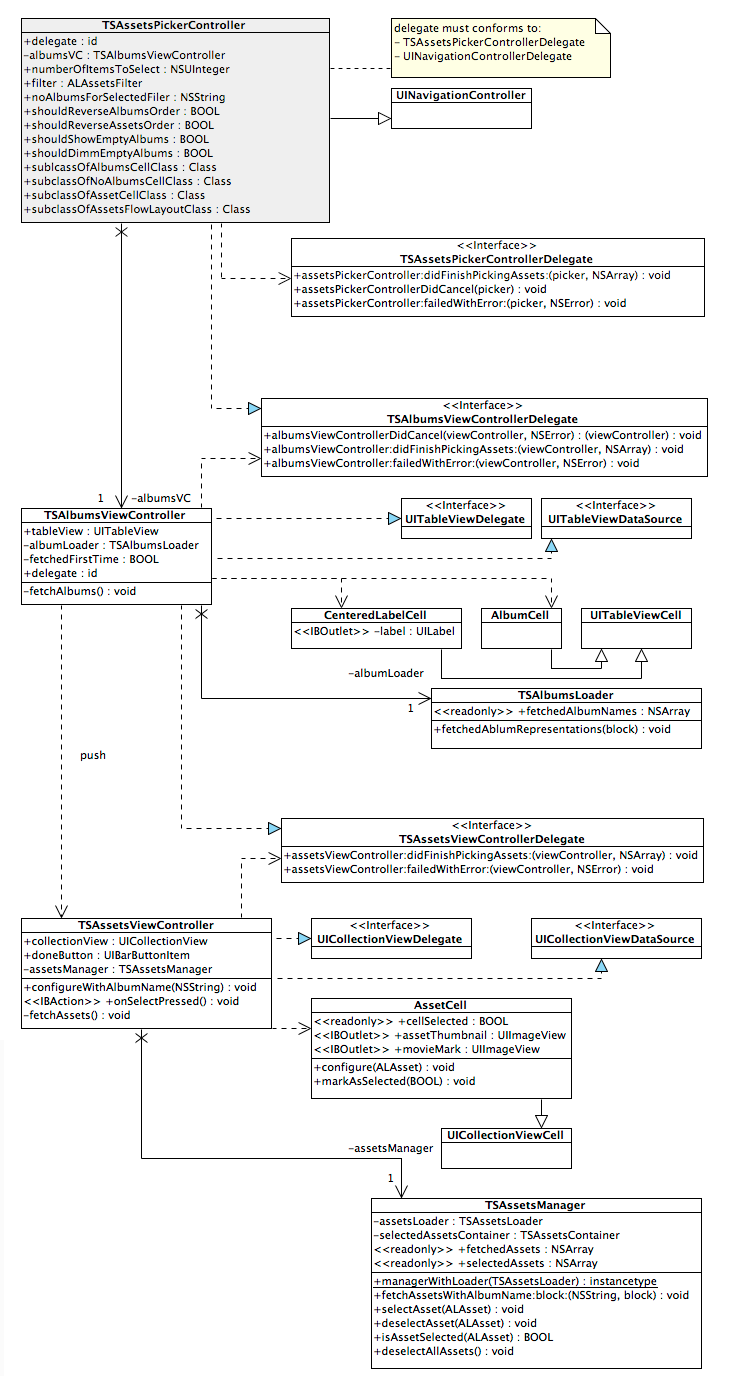 TSAssetsPickerController
+delegate : id
-albumsVC : TSAlbumsViewController
+numberOfItemsToSelect : NSUInteger
+filter : ALAssetsFilter
+noAlbumsForSelectedFiler : NSString
+shouldReverseAlbumsOrder : BOOL
+shouldReverseAssetsOrder : BOOL
+shouldShowEmptyAlbums : BOOL
+shouldDimmEmptyAlbums : BOOL
+sublcassOfAlbumsCellClass : Class
+subclassOfNoAlbumsCellClass : Class
+subclassOfAssetCellClass : Class
+subclassOfAssetsFlowLayoutClass : Class
delegate must conforms to:
- TSAssetsPickerControllerDelegate
- UINavigationControllerDelegate
UINavigationController
<<Interface>>
TSAssetsPickerControllerDelegate
+assetsPickerController:didFinishPickingAssets:(picker, NSArray) : void
+assetsPickerControllerDidCancel(picker) : void
+assetsPickerController:failedWithError:(picker, NSError) : void
<<Interface>>
TSAlbumsViewControllerDelegate
+albumsViewControllerDidCancel(viewController, NSError) : (viewController) : void
+albumsViewController:didFinishPickingAssets:(viewController, NSArray) : void
+albumsViewController:failedWithError:(viewController, NSError) : void
1
-albumsVC
TSAlbumsViewController
+tableView : UITableView
-albumLoader : TSAlbumsLoader
-fetchedFirstTime : BOOL
+delegate : id
-fetchAlbums() : void
<<Interface>>
UITableViewDelegate
<<Interface>>
UITableViewDataSource
CenteredLabelCell
<<IBOutlet>> -label : UILabel
AlbumCell
UITableViewCell
-albumLoader
1
TSAlbumsLoader
<<readonly>> +fetchedAlbumNames : NSArray
+fetchedAblumRepresentations(block) : void
push
<<Interface>>
TSAssetsViewControllerDelegate
+assetsViewController:didFinishPickingAssets:(viewController, NSArray) : void
+assetsViewController:failedWithError:(viewController, NSError) : void
TSAssetsViewController
+collectionView : UICollectionView
+doneButton : UIBarButtonItem
-assetsManager : TSAssetsManager
+configureWithAlbumName(NSString) : void
<<IBAction>> +onSelectPressed() : void
-fetchAssets() : void
<<Interface>>
UICollectionViewDelegate
<<Interface>>
UICollectionViewDataSource
AssetCell
<<readonly>> +cellSelected : BOOL
<<IBOutlet>> +assetThumbnail : UIImageView
<<IBOutlet>> +movieMark : UIImageView
+configure(ALAsset) : void
+markAsSelected(BOOL) : void
UICollectionViewCell
-assetsManager
1
TSAssetsManager
-assetsLoader : TSAssetsLoader
-selectedAssetsContainer : TSAssetsContainer
<<readonly>> +fetchedAssets : NSArray
<<readonly>> +selectedAssets : NSArray
+managerWithLoader(TSAssetsLoader) : instancetype
+fetchAssetsWithAlbumName:block:(NSString, block) : void
+selectAsset(ALAsset) : void
+deselectAsset(ALAsset) : void
+isAssetSelected(ALAsset) : BOOL
+deselectAllAssets() : void